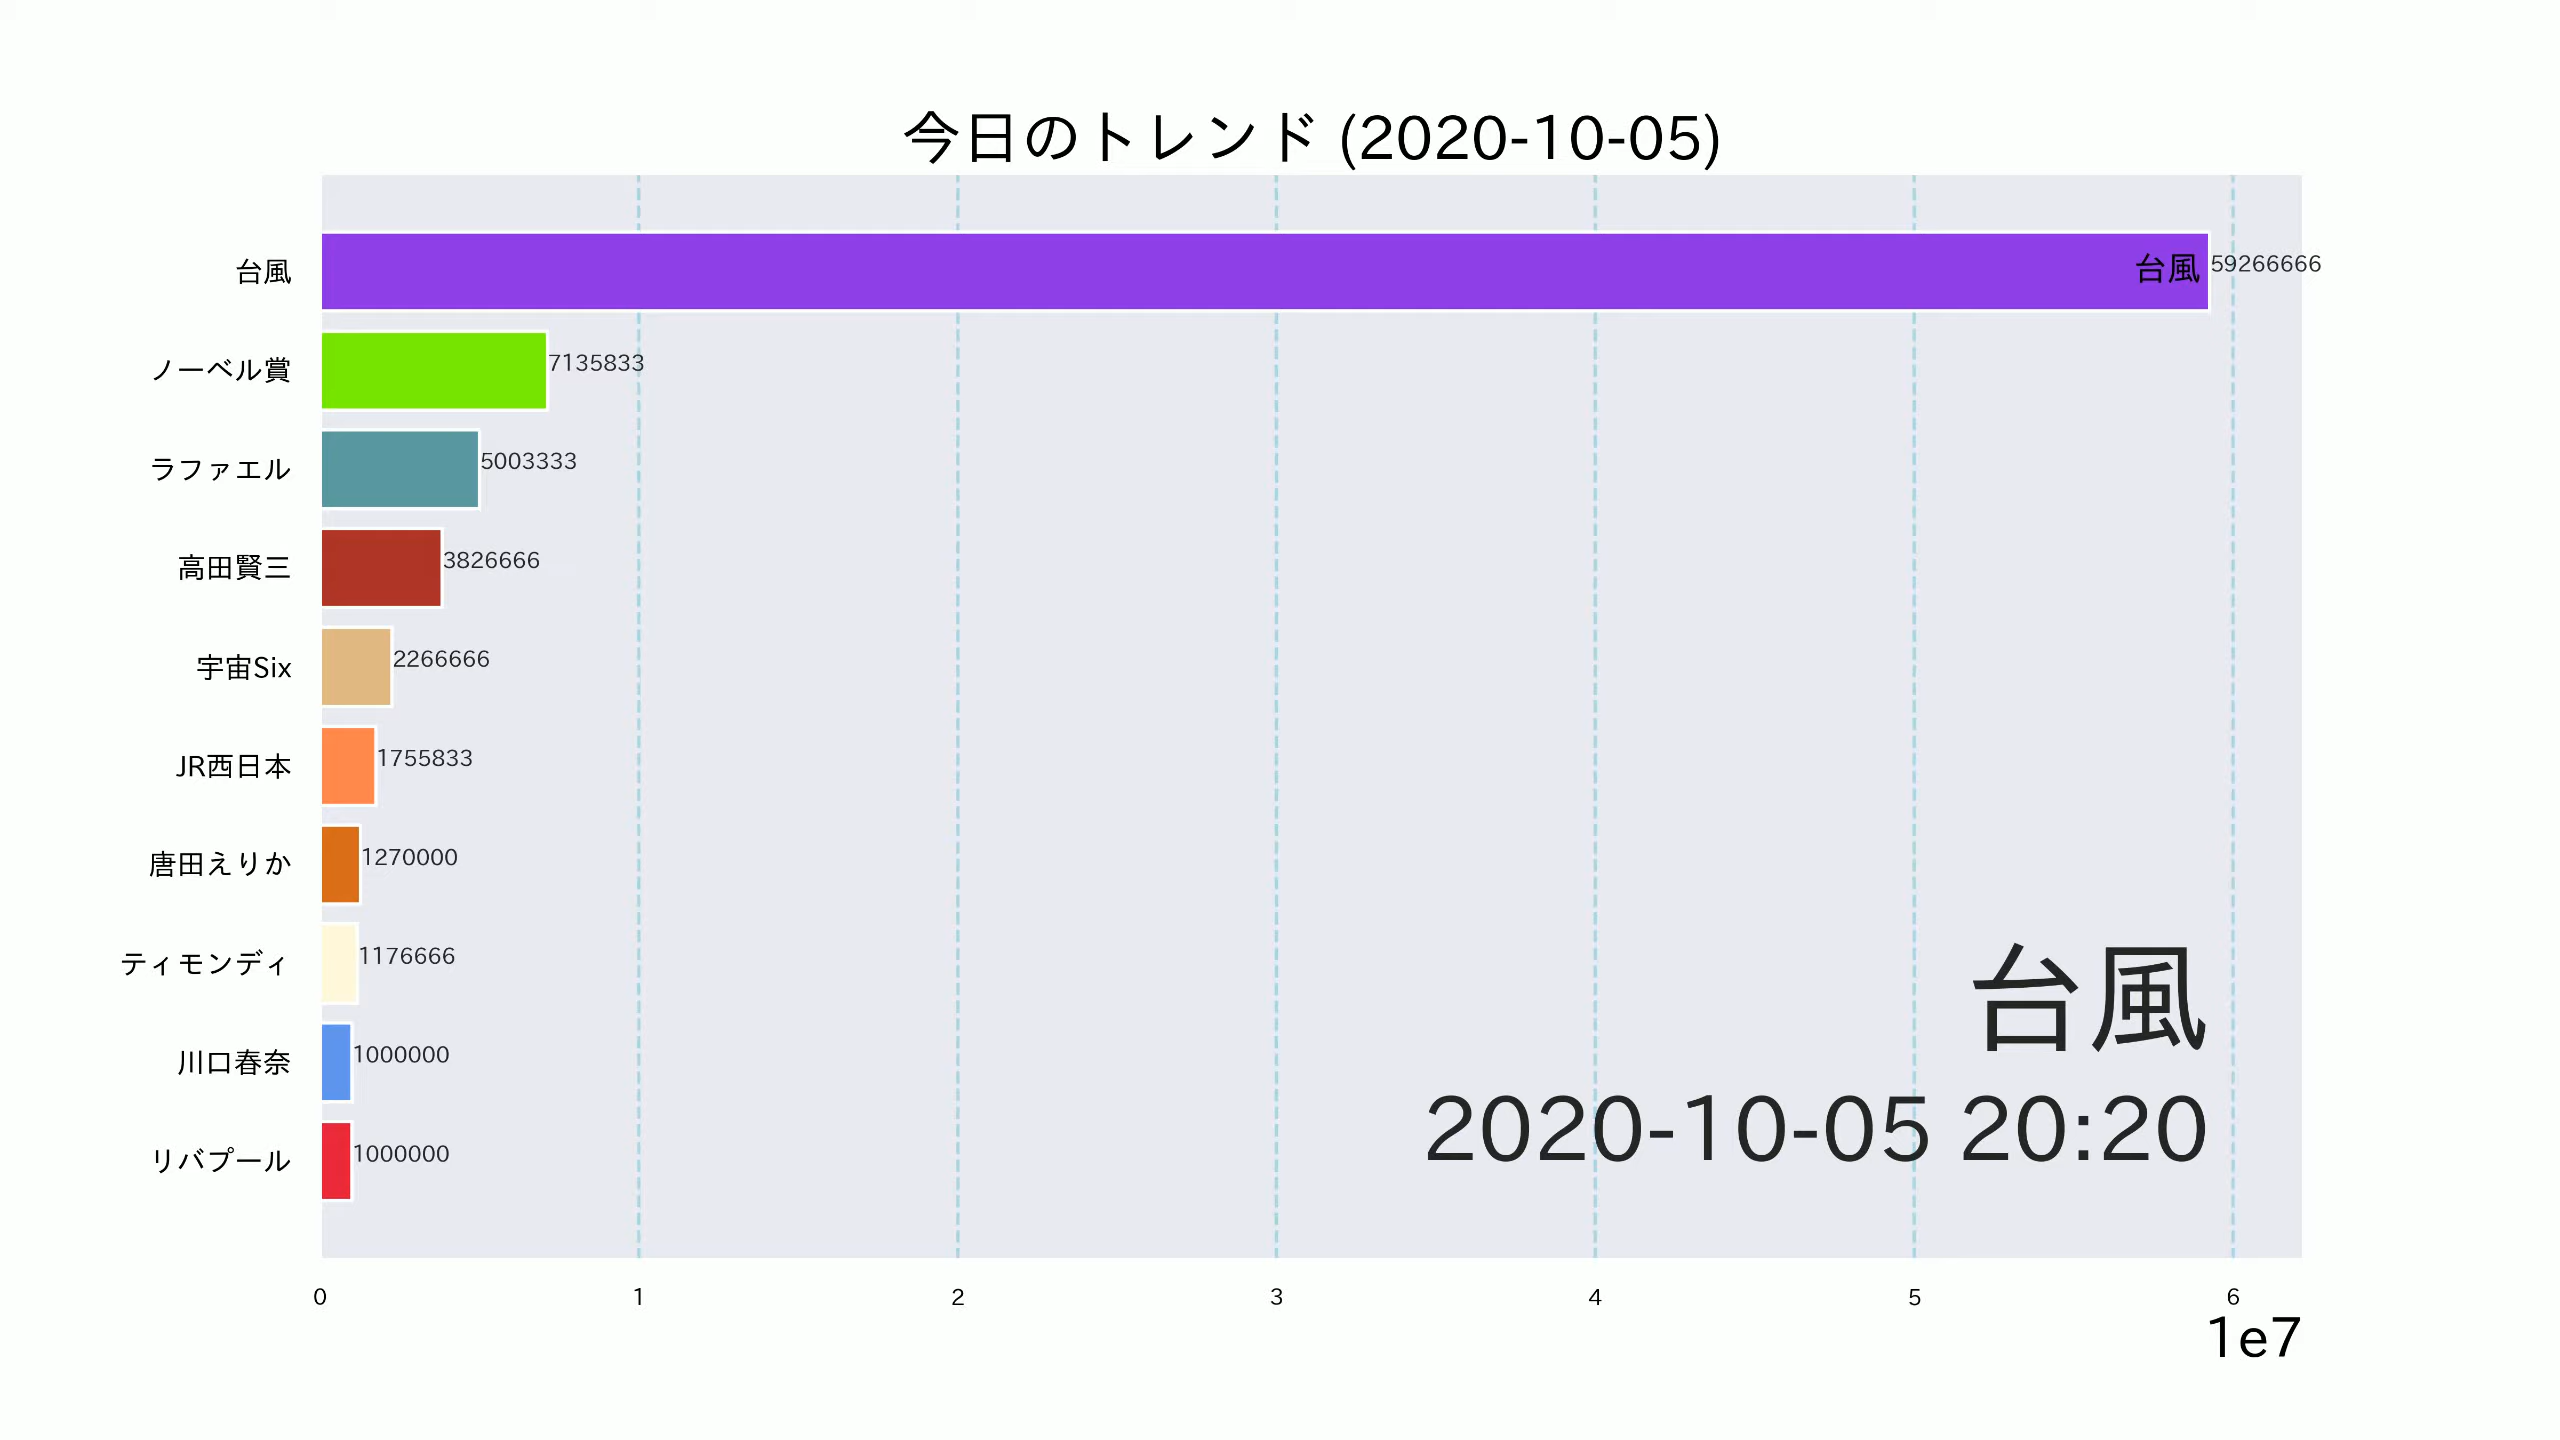 今日のトレンド (2020-10-05)
台風
台風 59266666
ノーベル賞 7135833
ラファエル 5003333
高田賢三 3826666
宇宙Six 2266666
JR西日本 1755833
唐田えりか 1270000
ティモンディ 1176666
川口春奈 1000000
リバプール 1000000
台風
2020-10-05 20:20
0 1 2 3 4 5 6
1e7